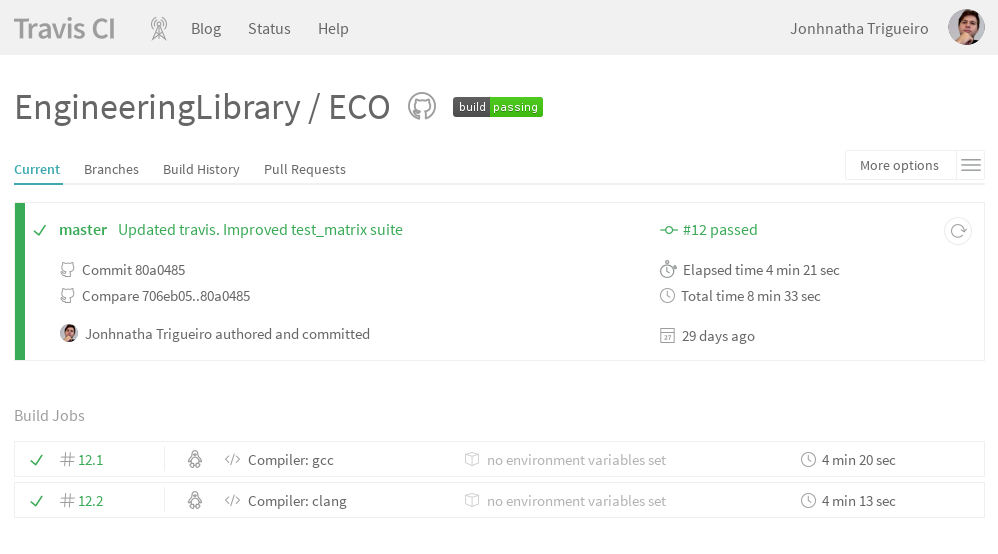 Travis CI Blog Status Help Jonhnatha Trigueiro
EngineeringLibrary / ECO build passing
Current Branches Build History Pull Requests More options
master Updated travis. Improved test_matrix suite #12 passed
Commit 80a0485 Elapsed time 4 min 21 sec
Compare 706eb05..80a0485 Total time 8 min 33 sec
Jonhnatha Trigueiro authored and committed 27 29 days ago
Build Jobs
# 12.1 </> Compiler: gcc no environment variables set 4 min 20 sec
# 12.2 </> Compiler: clang no environment variables set 4 min 13 sec